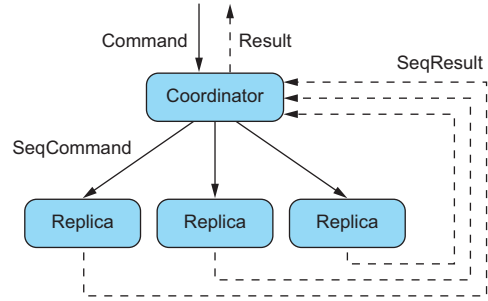 Command
Result
SeqResult
Coordinator
SeqCommand
Replica
Replica
Replica